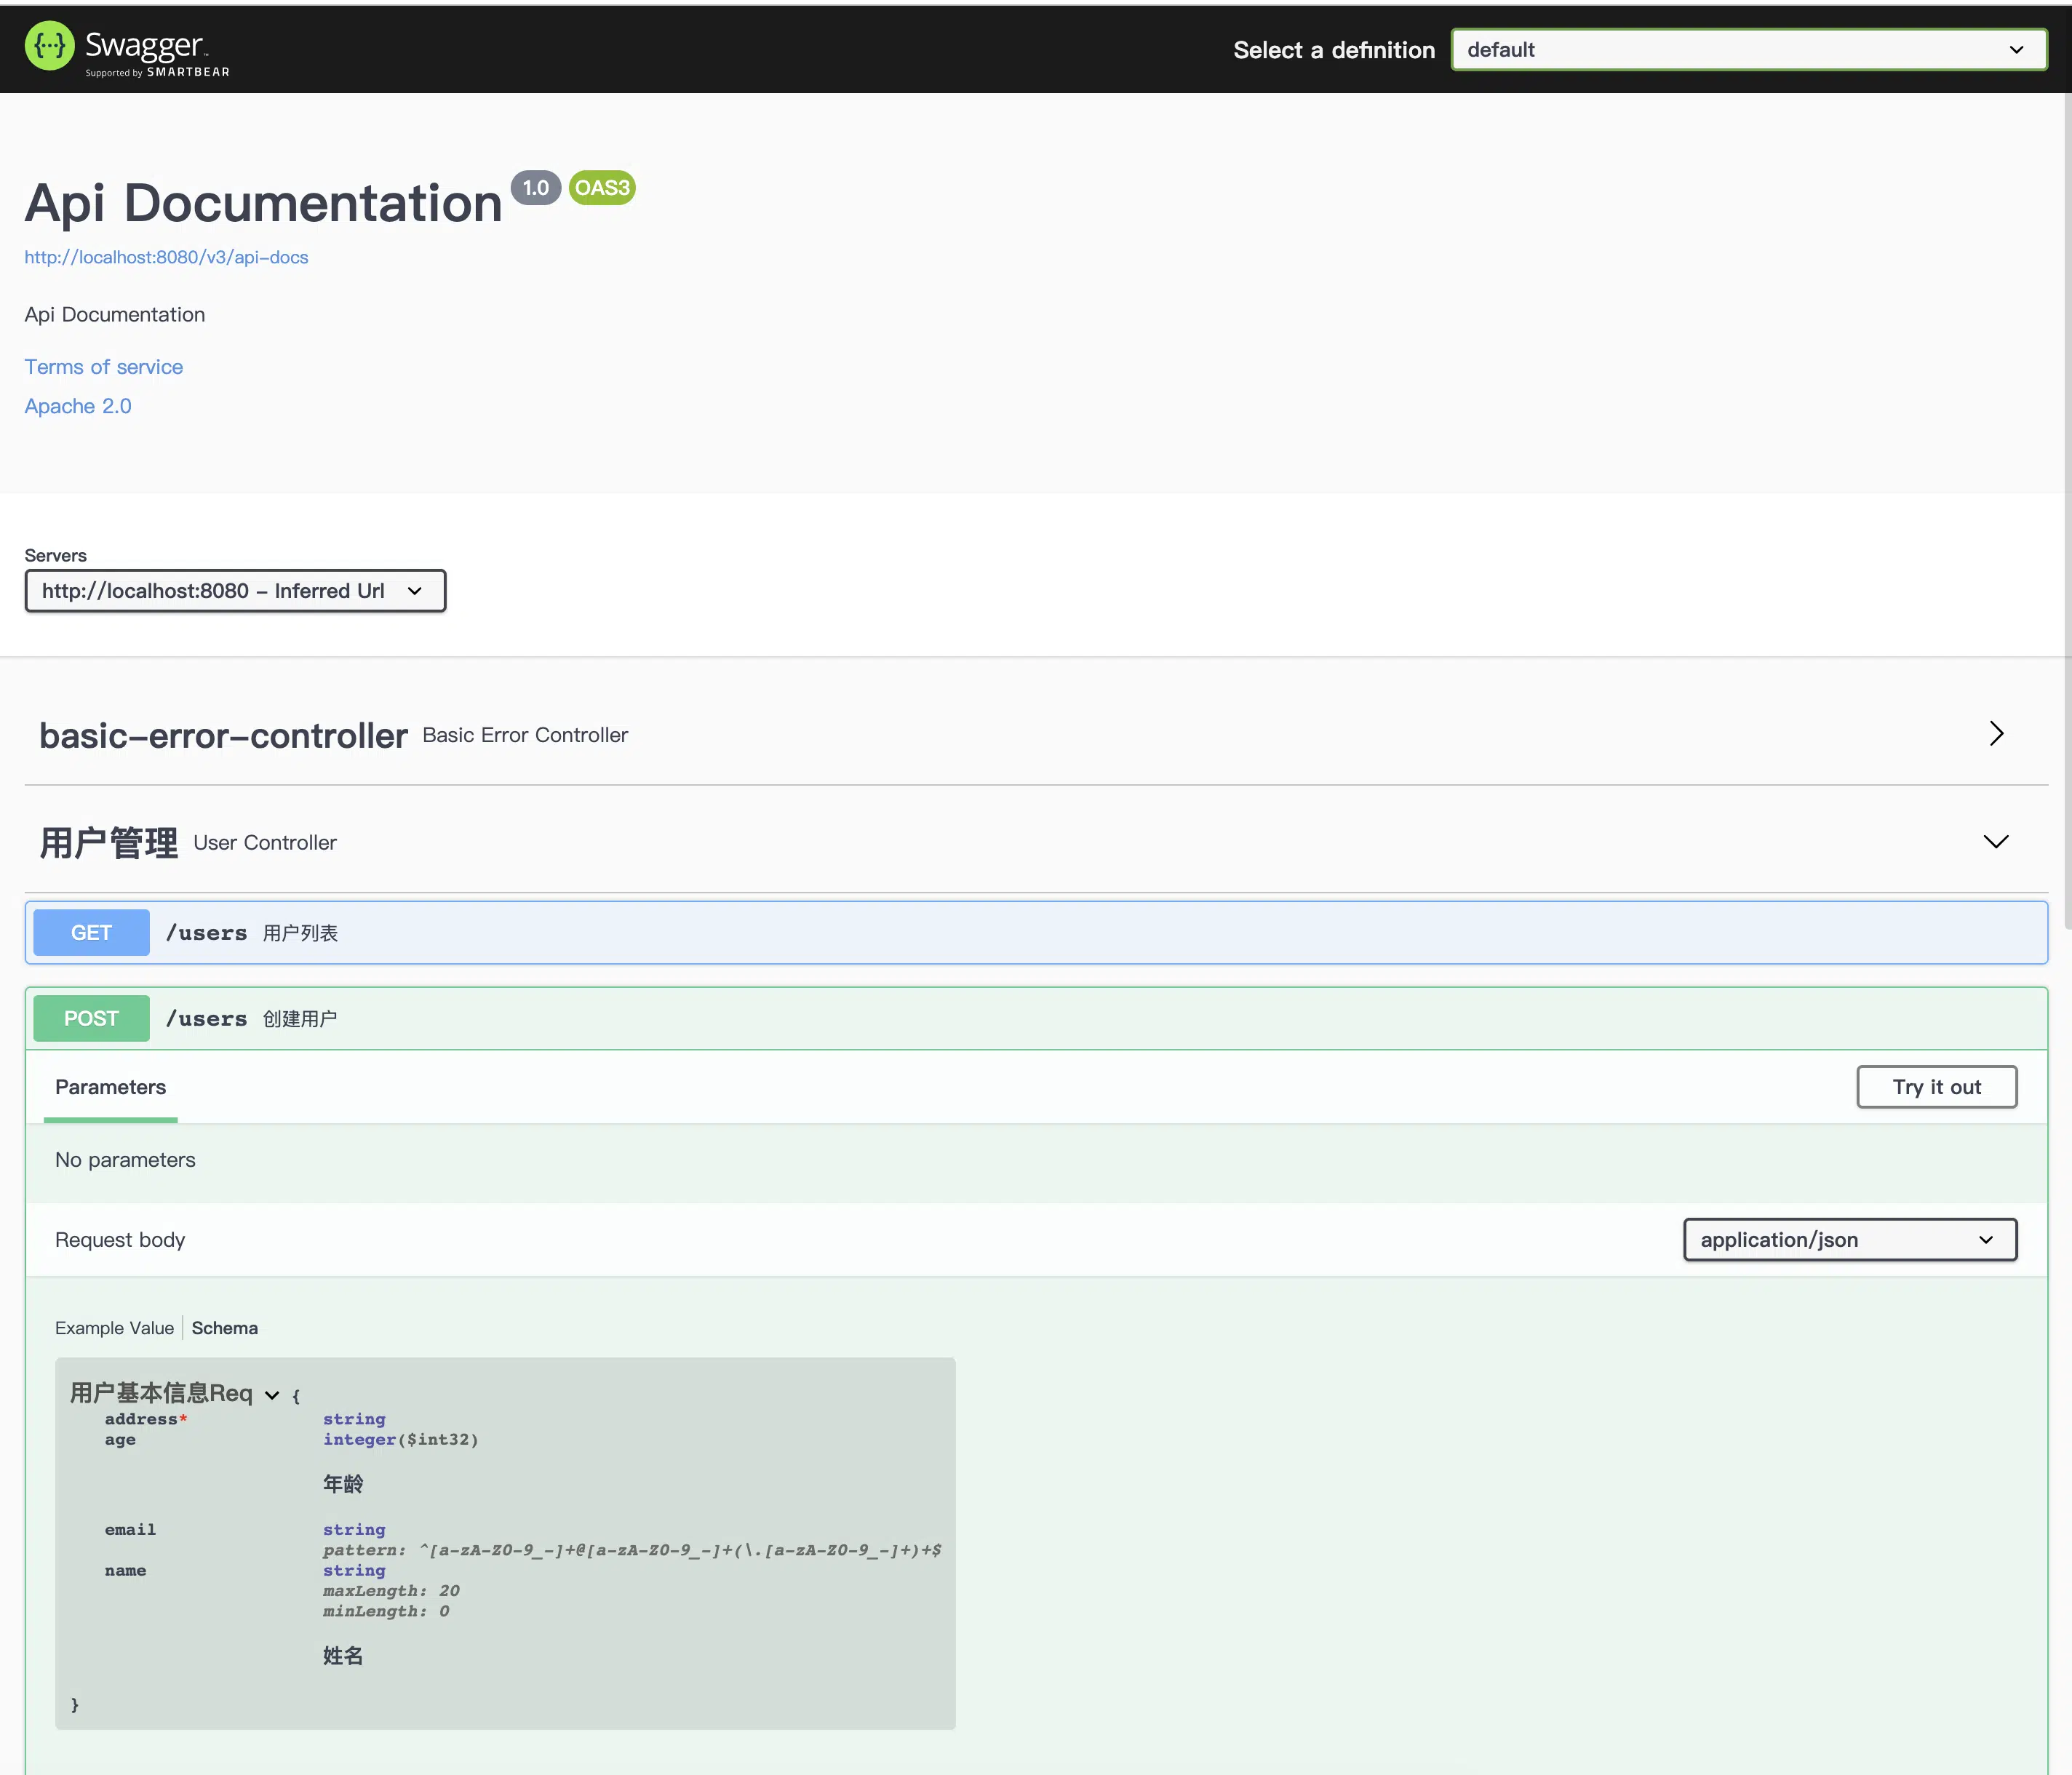 Swagger
Supported by SMARTBEAR
Select a definition
default
Api Documentation 1.0 OAS3
http://localhost:8080/v3/api-docs
Api Documentation
Terms of service
Apache 2.0
Servers
http://localhost:8080 - Inferred Url
basic-error-controller Basic Error Controller
用户管理 User Controller
GET /users 用户列表
POST /users 创建用户
Parameters
Try it out
No parameters
Request body
application/json
Example Value Schema
用户基本信息Req {
address* string
age integer($int32)
年龄
email string
pattern: ^[a-zA-Z0-9_-]+@[a-zA-Z0-9_-]+(\.[a-zA-Z0-9_-]+)+$
name string
maxLength: 20
minLength: 0
姓名
}